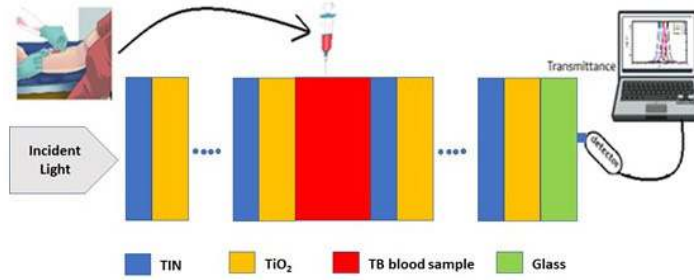 Transmittance
Incident
Light
detector
TIN
TiO₂
TB blood sample
Glass